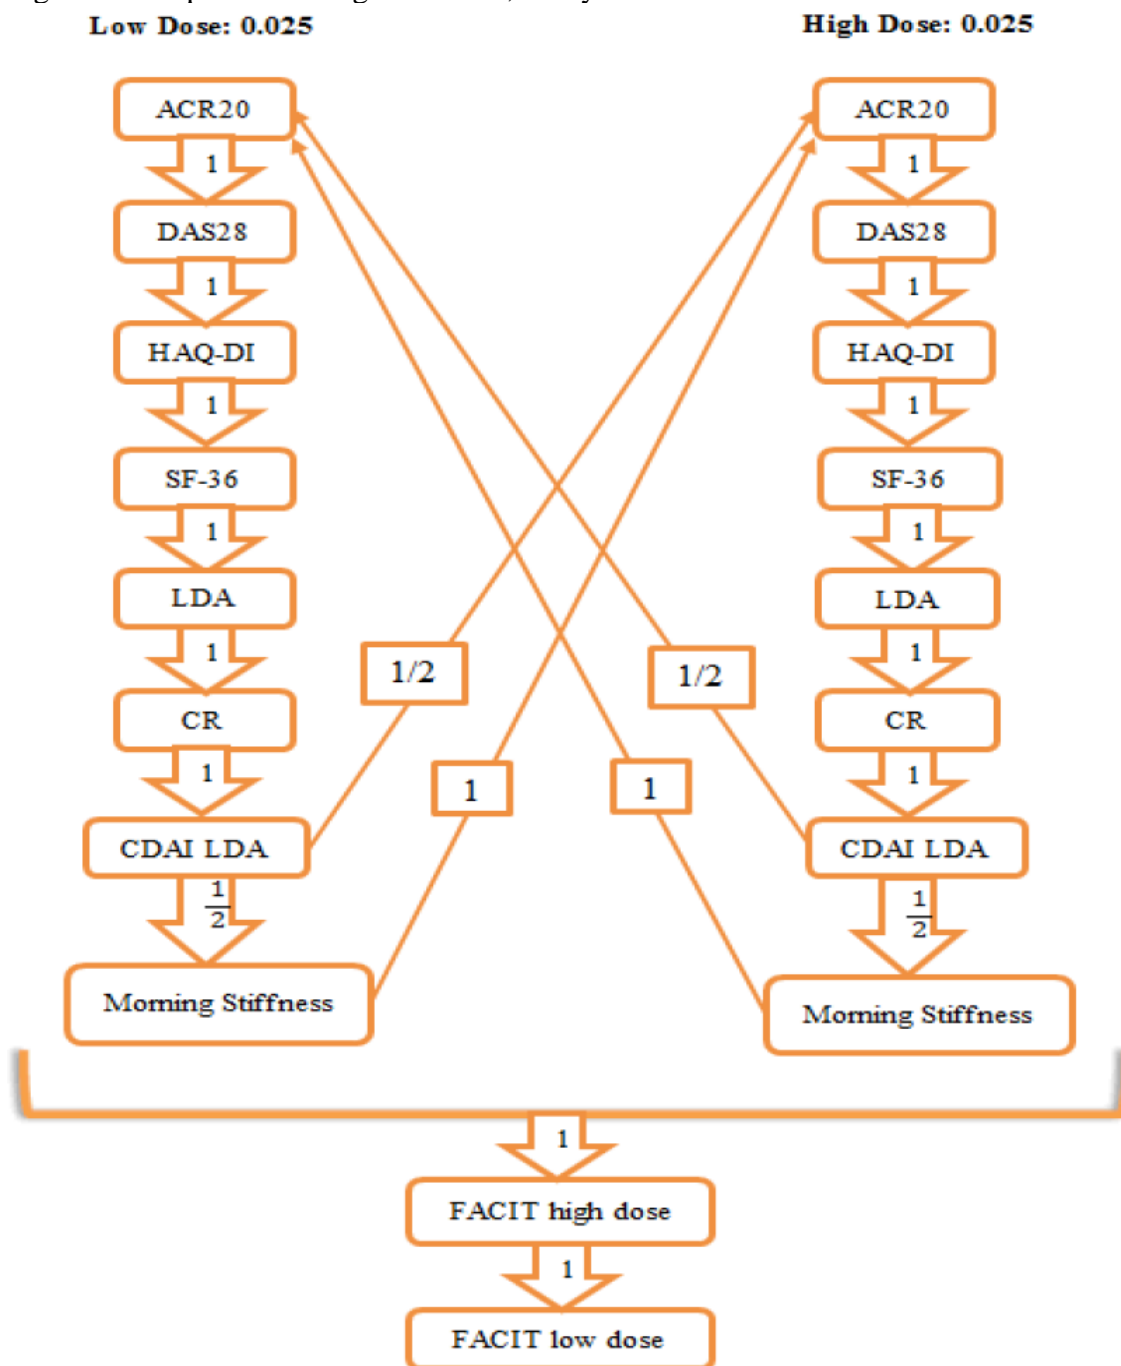 Low Dose: 0.025
High Dose: 0.025
ACR20
1
DAS28
1
HAQ-DI
1
SF-36
1
LDA
1
CR
1
CDAI LDA
1/2
Morning Stiffness
ACR20
1
DAS28
1
HAQ-DI
1
SF-36
1
LDA
1
CR
1
CDAI LDA
1/2
Morning Stiffness
1/2
1/2
1
1
1
FACIT high dose
1
FACIT low dose